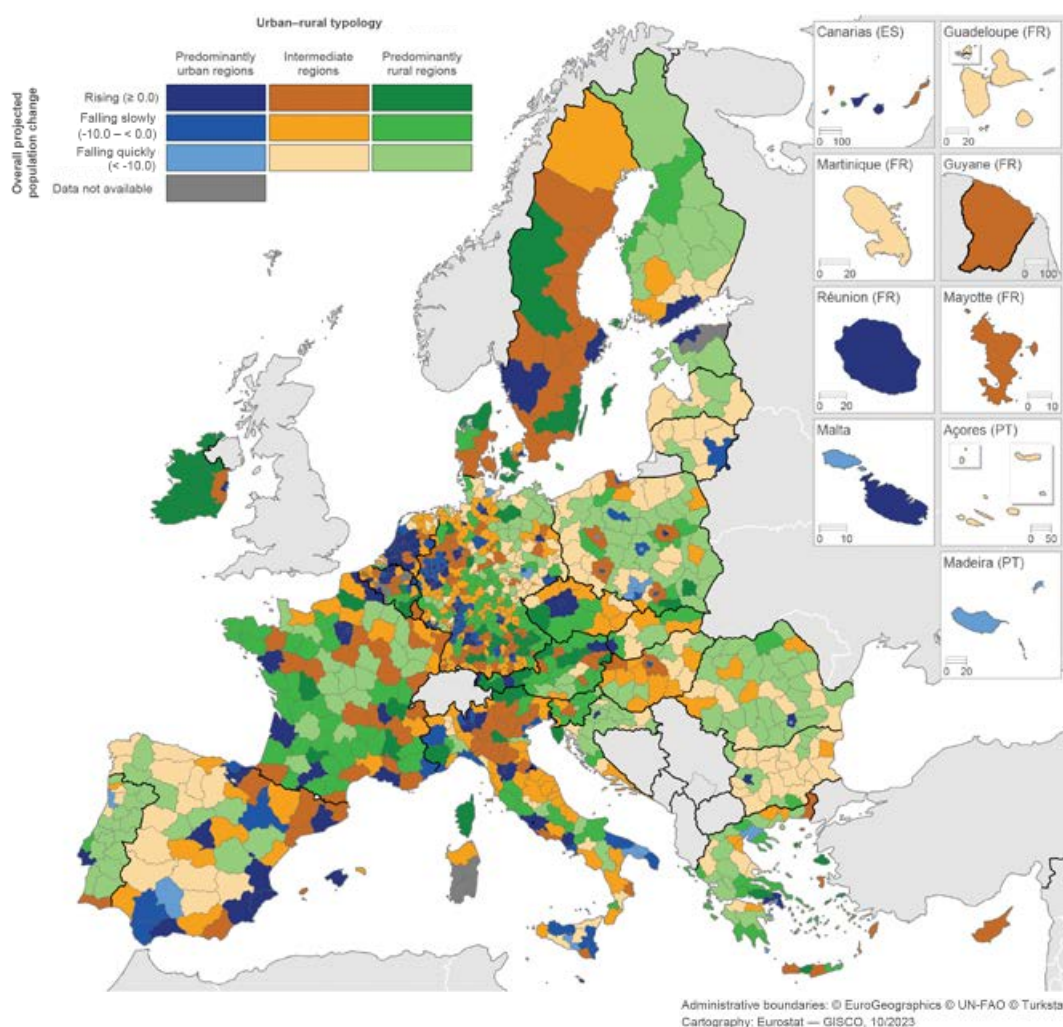 Urban–rural typology
Predominantly
urban regions
Intermediate
regions
Predominantly
rural regions
Overall projected
population change
Rising (≥ 0.0)
Falling slowly
(-10.0 – < 0.0)
Falling quickly
(< -10.0)
Data not available
Canarias (ES)
0 100
Guadeloupe (FR)
0 20
Martinique (FR)
0 20
Guyane (FR)
0 100
Réunion (FR)
0 20
Mayotte (FR)
0 10
Malta
0 10
Açores (PT)
0 50
Madeira (PT)
0 20
Administrative boundaries: © EuroGeographics © UN-FAO © Turksta
Cartography: Eurostat — GISCO, 10/2023